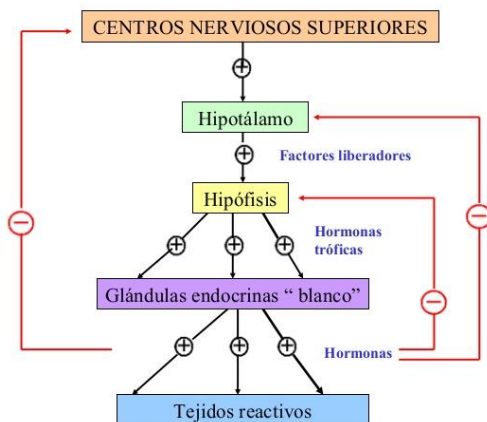 CENTROS NERVIOSOS SUPERIORES
Hipotálamo
Factores liberadores
Hipófisis
Hormonas
tróficas
Glándulas endocrinas “ blanco”
Hormonas
Tejidos reactivos